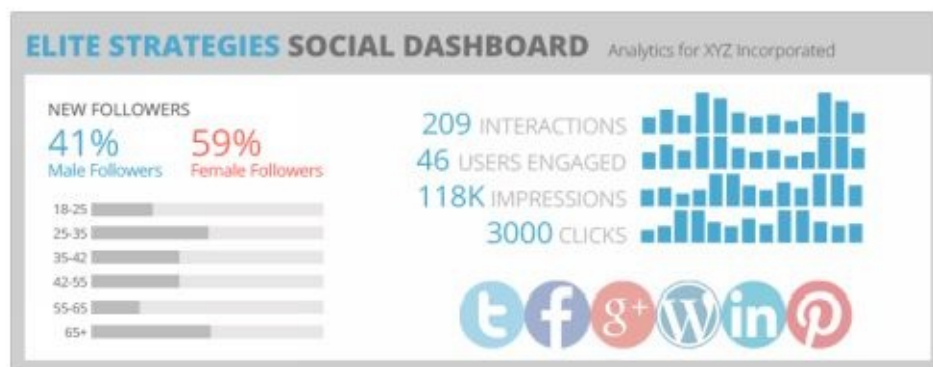 ELITE STRATEGIES SOCIAL DASHBOARD Analytics for XYZ Incorporated
NEW FOLLOWERS
41% 59%
Male Followers Female Followers
18-25
25-35
35-42
42-55
55-65
65+
209 INTERACTIONS
46 USERS ENGAGED
118K IMPRESSIONS
3000 CLICKS
t f g+ W in p